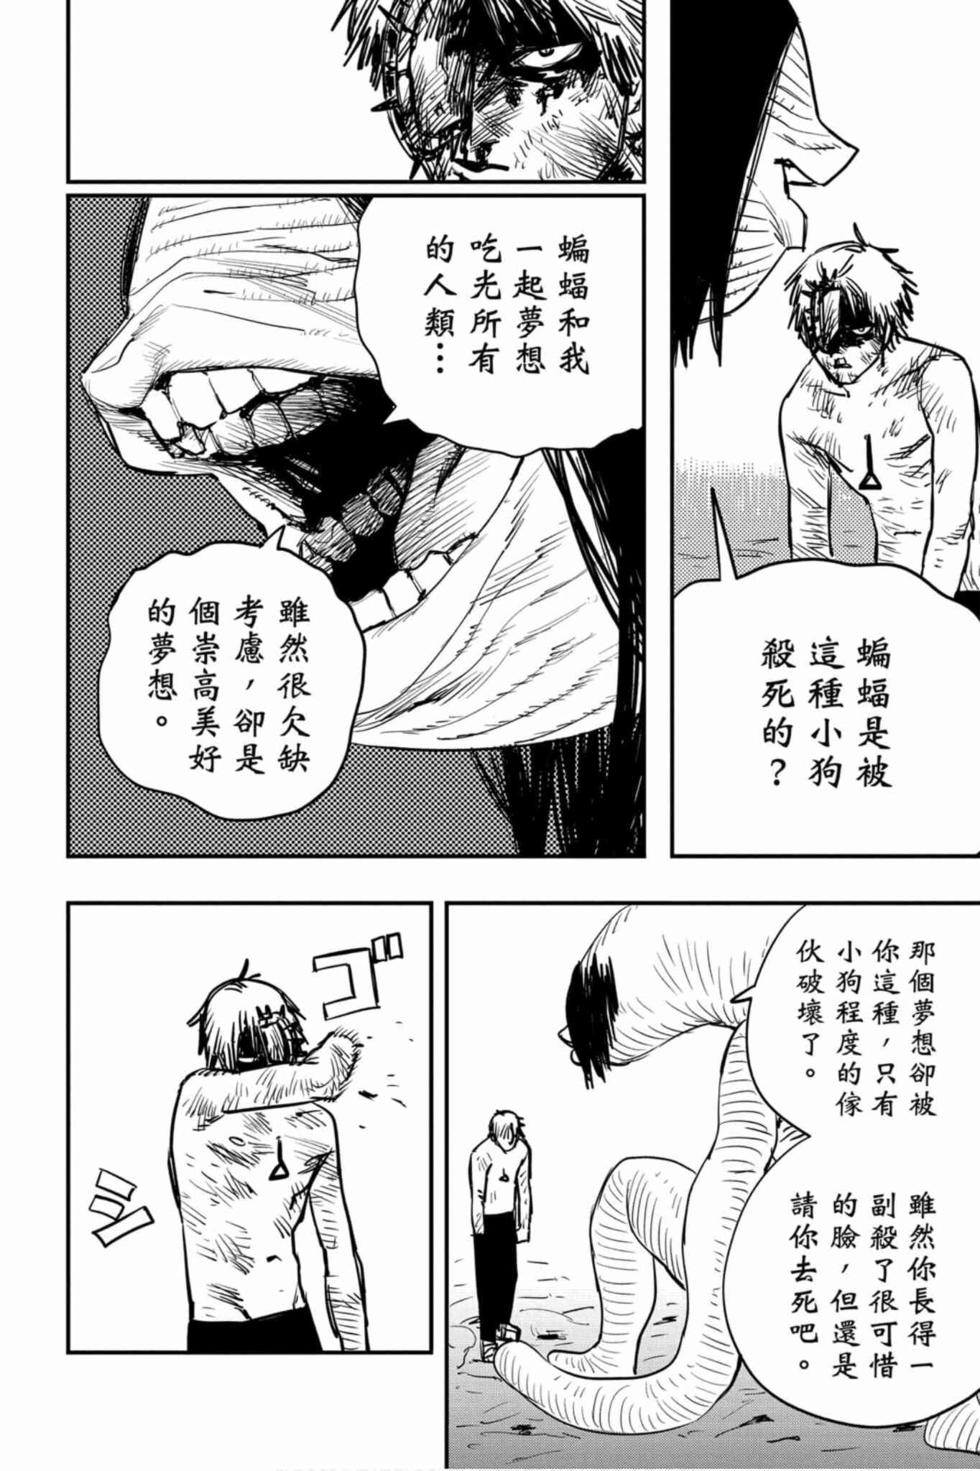 蝙蝠是被
這種小狗
殺死的？
蝙蝠和我
一起夢想
吃光所有
的人類⋯
雖然很欠缺
考慮，卻是
個崇高美好
的夢想。
那個夢想卻被
你這種，只有
小狗程度的傢
伙破壞了。
雖然你長得一
副殺了很可惜
的臉，但還是
請你去死吧。
ゴ
シ